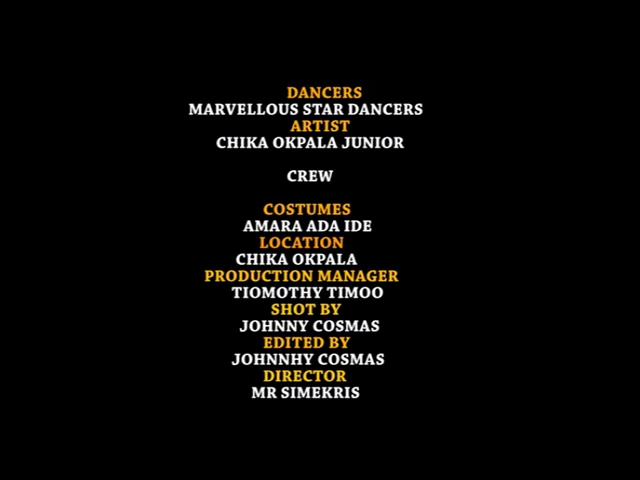 DANCERS
MARVELLOUS STAR DANCERS
ARTIST
CHIKA OKPALA JUNIOR
CREW
COSTUMES
AMARA ADA IDE
LOCATION
CHIKA OKPALA
PRODUCTION MANAGER
TIOMOTHY TIMOO
SHOT BY
JOHNNY COSMAS
EDITED BY
JOHNNHY COSMAS
DIRECTOR
MR SIMEKRIS